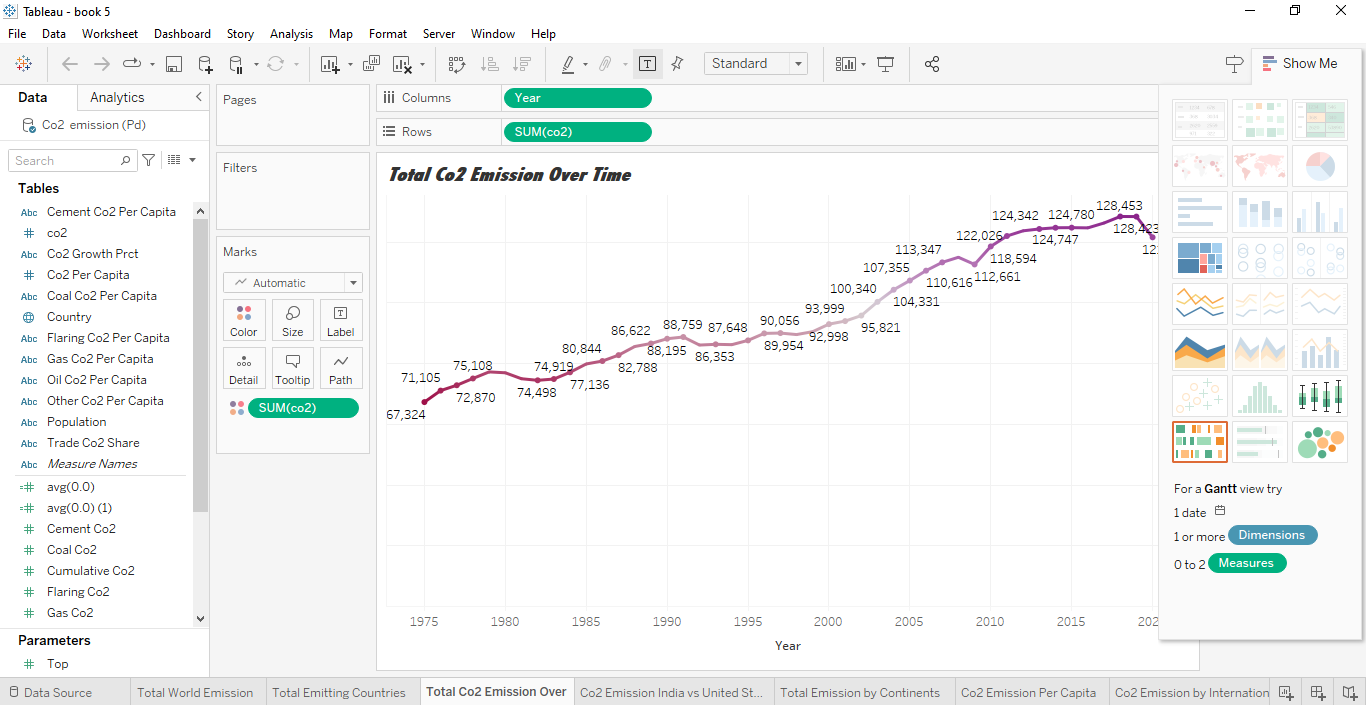 Tableau - book 5
File Data Worksheet Dashboard Story Analysis Map Format Server Window Help
Standard
Show Me
Data Analytics
Co2 emission (Pd)
Search
Tables
Abc Cement Co2 Per Capita
co2
Abc Co2 Growth Prct
Co2 Per Capita
Abc Coal Co2 Per Capita
Country
Abc Flaring Co2 Per Capita
Abc Gas Co2 Per Capita
Abc Oil Co2 Per Capita
Abc Other Co2 Per Capita
Abc Population
Abc Trade Co2 Share
Abc Measure Names
avg(0.0)
avg(0.0) (1)
Cement Co2
Coal Co2
Cumulative Co2
Flaring Co2
Gas Co2
Parameters
Top
Pages
Filters
Marks
Automatic
Color Size Label
Detail Tooltip Path
SUM(co2)
Columns Year
Rows SUM(co2)
Total Co2 Emission Over Time
67,324
71,105
72,870
75,108
74,498
74,919
77,136
80,844
82,788
86,622
88,195
88,759
86,353
87,648
90,056
89,954
93,999
92,998
95,821
100,340
104,331
107,355
110,616
113,347
112,661
122,026
118,594
124,342
124,747
124,780
128,453
128,423
1975 1980 1985 1990 1995 2000 2005 2010 2015
Year
For a Gantt view try
1 date
1 or more Dimensions
0 to 2 Measures
Data Source Total World Emission Total Emitting Countries Total Co2 Emission Over Co2 Emission India vs United St... Total Emission by Continents Co2 Emission Per Capita Co2 Emission by Internation